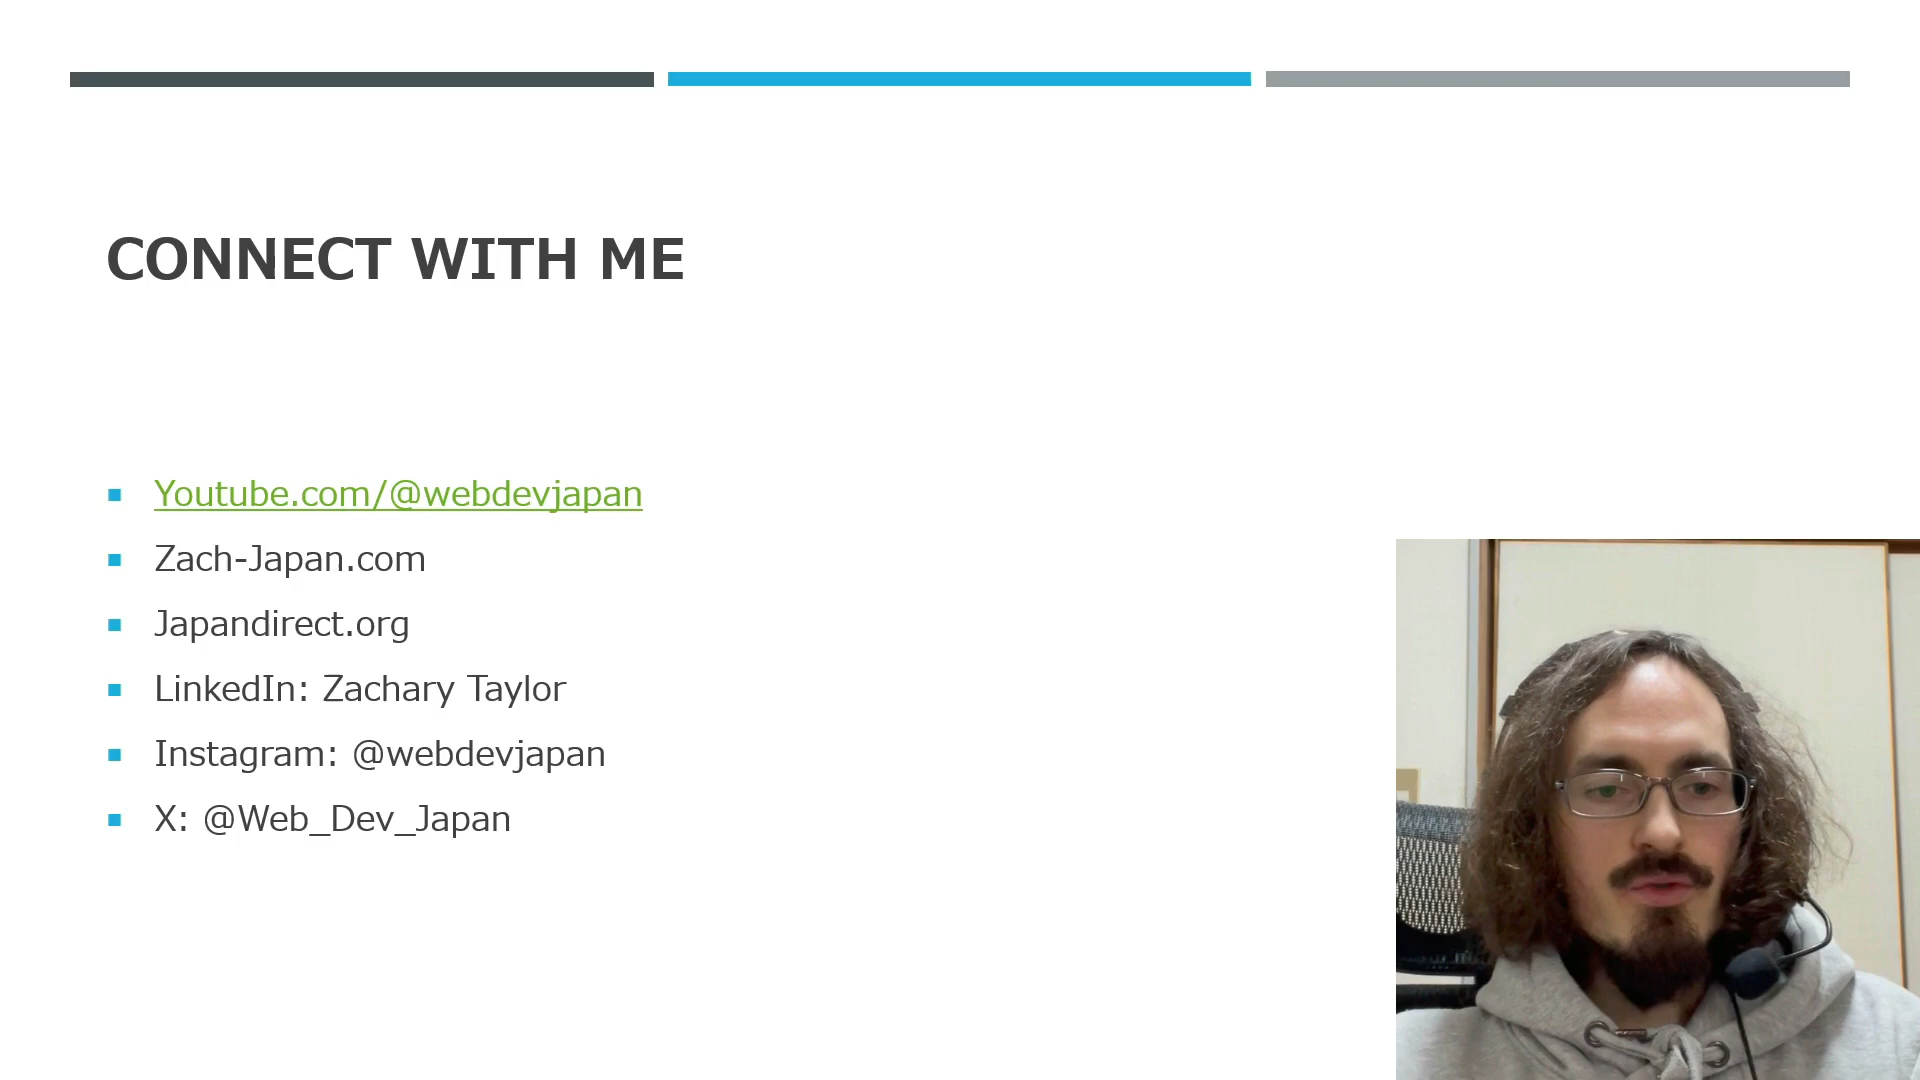 CONNECT WITH ME
Youtube.com/@webdevjapan
Zach-Japan.com
Japandirect.org
LinkedIn: Zachary Taylor
Instagram: @webdevjapan
X: @Web_Dev_Japan